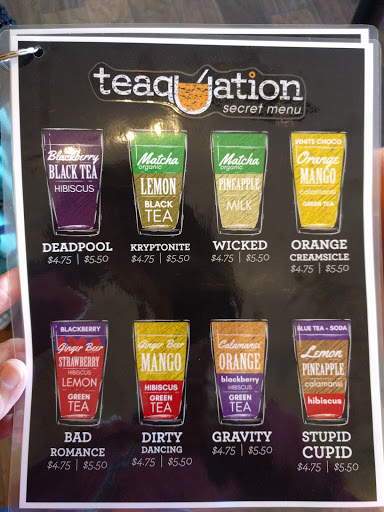 teaquation
secret menu
Blackberry
BLACK TEA
HIBISCUS
DEADPOOL
$4.75 | $5.50
Matcha
organic
LEMON
BLACK
TEA
KRYPTONITE
$4.75 | $5.50
Matcha
organic
PINEAPPLE
MILK
WICKED
$4.75 | $5.50
WHITE CHOCO
Orange
MANGO
calamansi
GREEN TEA
ORANGE
CREAMSICLE
$4.75 | $5.50
BLACKBERRY
Ginger Beer
STRAWBERRY
HIBISCUS
LEMON
GREEN
TEA
BAD
ROMANCE
$4.75 | $5.50
Ginger Beer
MANGO
HIBISCUS
GREEN
TEA
DIRTY
DANCING
$4.75 | $5.50
Calamansi
ORANGE
blackberry
HIBISCUS
GREEN
TEA
GRAVITY
$4.75 | $5.50
BLUE TEA - SODA
Lemon
PINEAPPLE
calamansi
hibiscus
STUPID
CUPID
$4.75 | $5.50